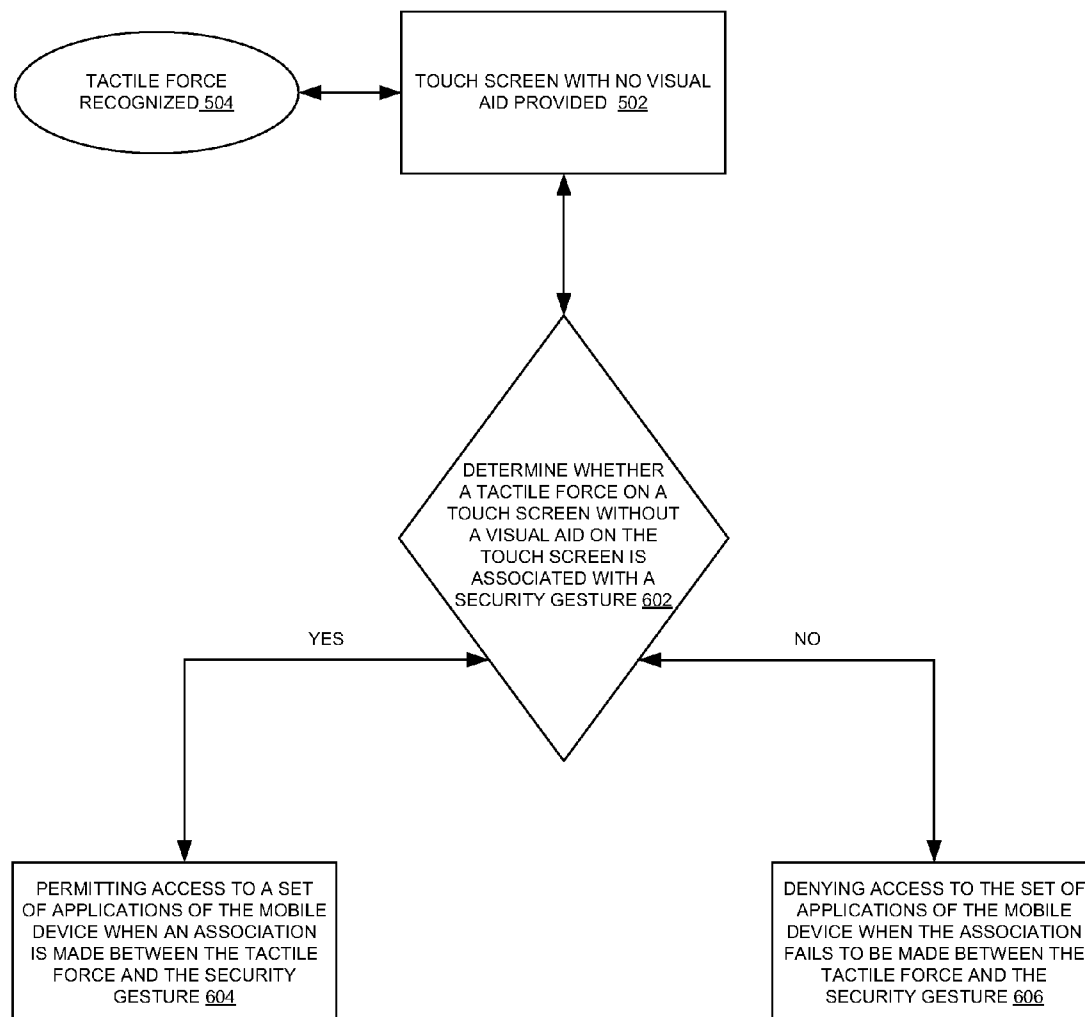 TACTILE FORCE
RECOGNIZED 504
TOUCH SCREEN WITH NO VISUAL
AID PROVIDED 502
DETERMINE WHETHER
A TACTILE FORCE ON A
TOUCH SCREEN WITHOUT
A VISUAL AID ON THE
TOUCH SCREEN IS
ASSOCIATED WITH A
SECURITY GESTURE 602
YES
NO
PERMITTING ACCESS TO A SET
OF APPLICATIONS OF THE MOBILE
DEVICE WHEN AN ASSOCIATION
IS MADE BETWEEN THE TACTILE
FORCE AND THE SECURITY
GESTURE 604
DENYING ACCESS TO THE SET OF
APPLICATIONS OF THE MOBILE
DEVICE WHEN THE ASSOCIATION
FAILS TO BE MADE BETWEEN THE
TACTILE FORCE AND THE
SECURITY GESTURE 606